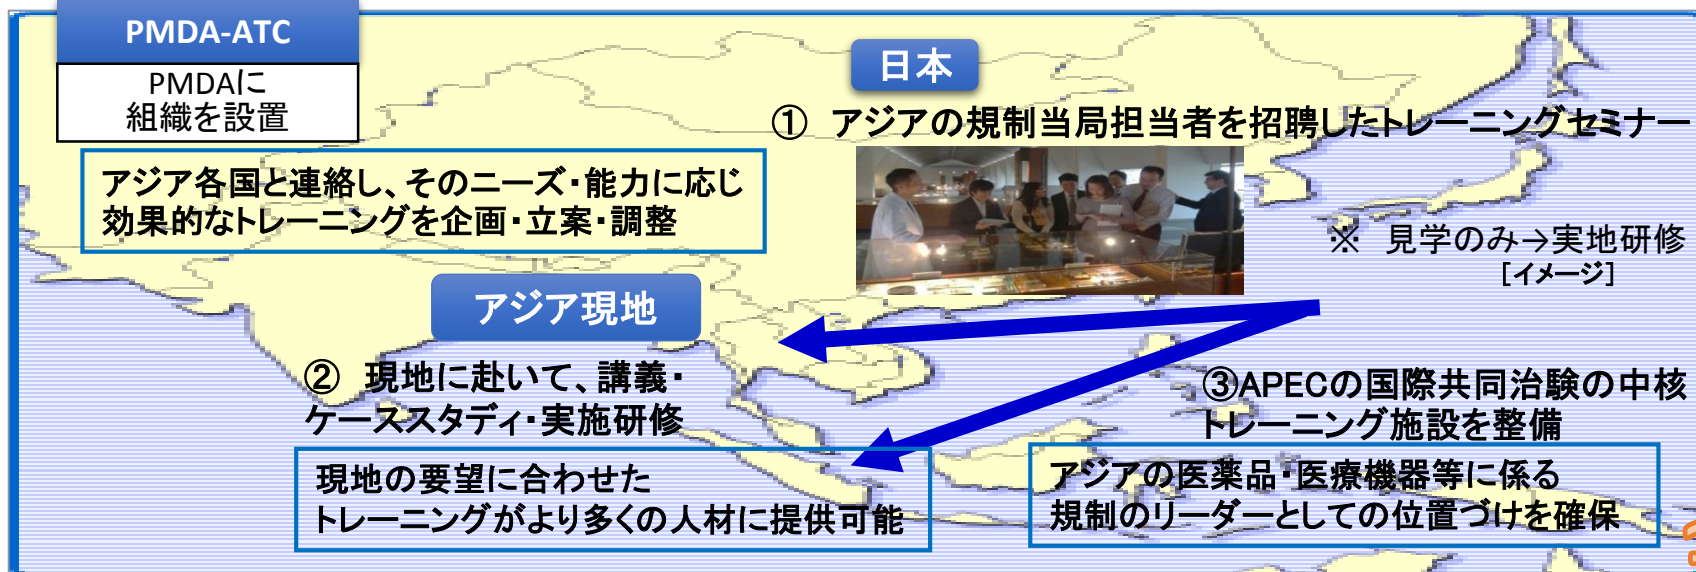 PMDA-ATC
PMDAに
組織を設置
アジア各国と連絡し、そのニーズ・能力に応じ
効果的なトレーニングを企画・立案・調整
日本
① アジアの規制当局担当者を招聘したトレーニングセミナー
※ 見学のみ→実地研修
[イメージ]
アジア現地
② 現地に赴いて、講義・
ケーススタディ・実施研修
現地の要望に合わせた
トレーニングがより多くの人材に提供可能
③APECの国際共同治験の中核
トレーニング施設を整備
アジアの医薬品・医療機器等に係る
規制のリーダーとしての位置づけを確保